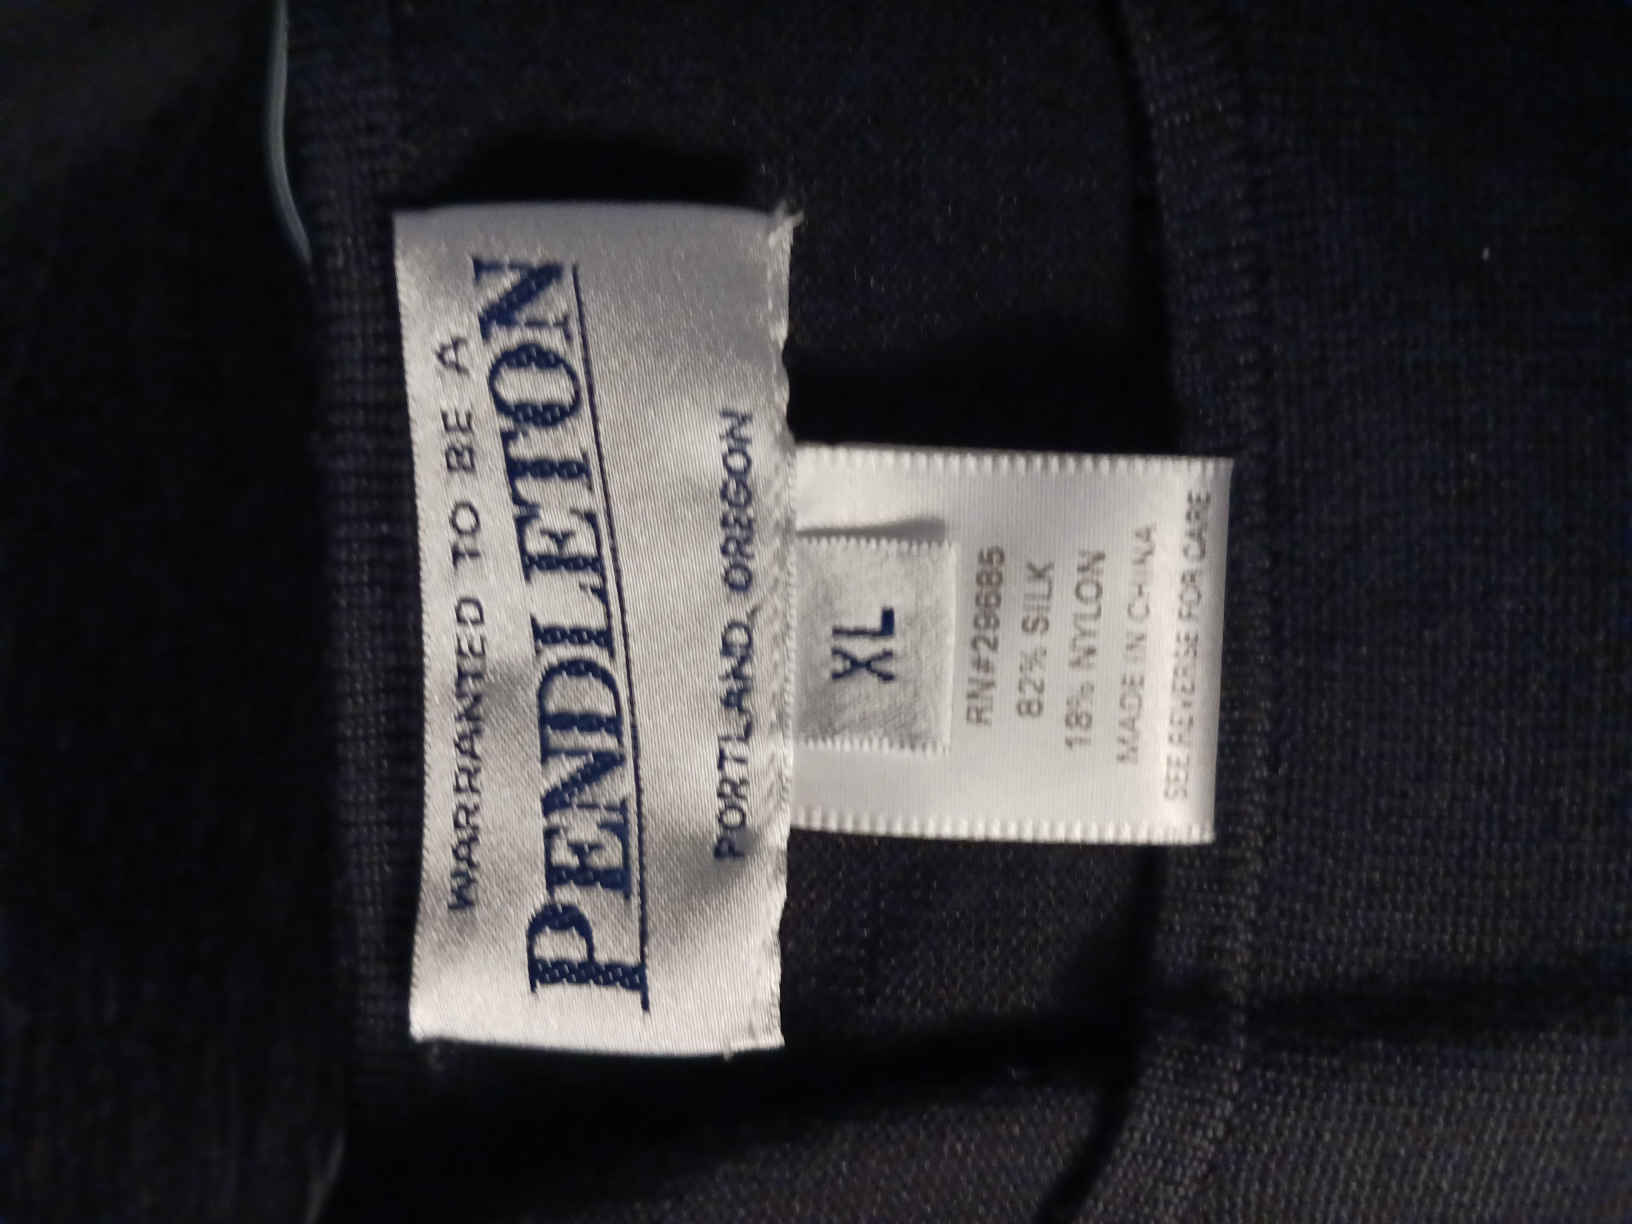 WARRANTED TO BE A
PENDLETON
PORTLAND, OREGON
XL
RN#29685
82% SILK
18% NYLON
MADE IN CHINA
SEE REVERSE FOR CARE